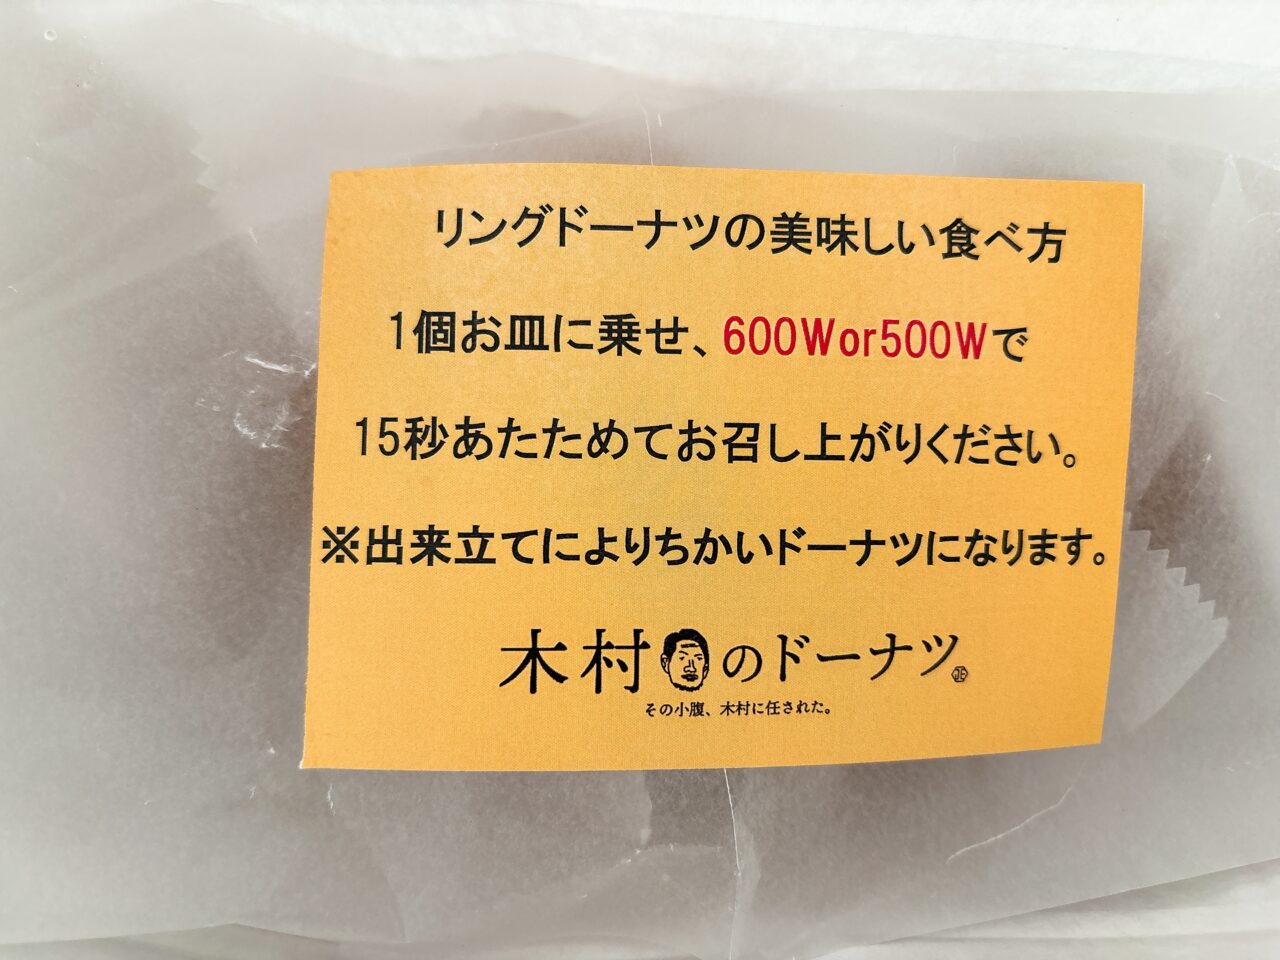 リングドーナツの美味しい食べ方
1個お皿に乗せ、600Wor500Wで
15秒あたためてお召し上がりください。
※出来立てによりちかいドーナツになります。
木村のドーナツ
その小腹、木村に任された。